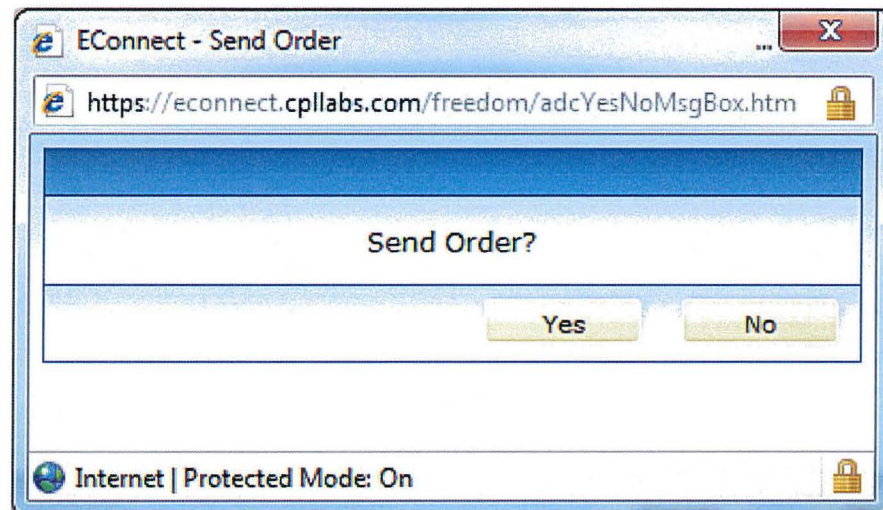 EConnect - Send Order
...
X
https://econnect.cpllabs.com/freedom/adcYesNoMsgBox.htm
Send Order?
Yes No
Internet | Protected Mode: On